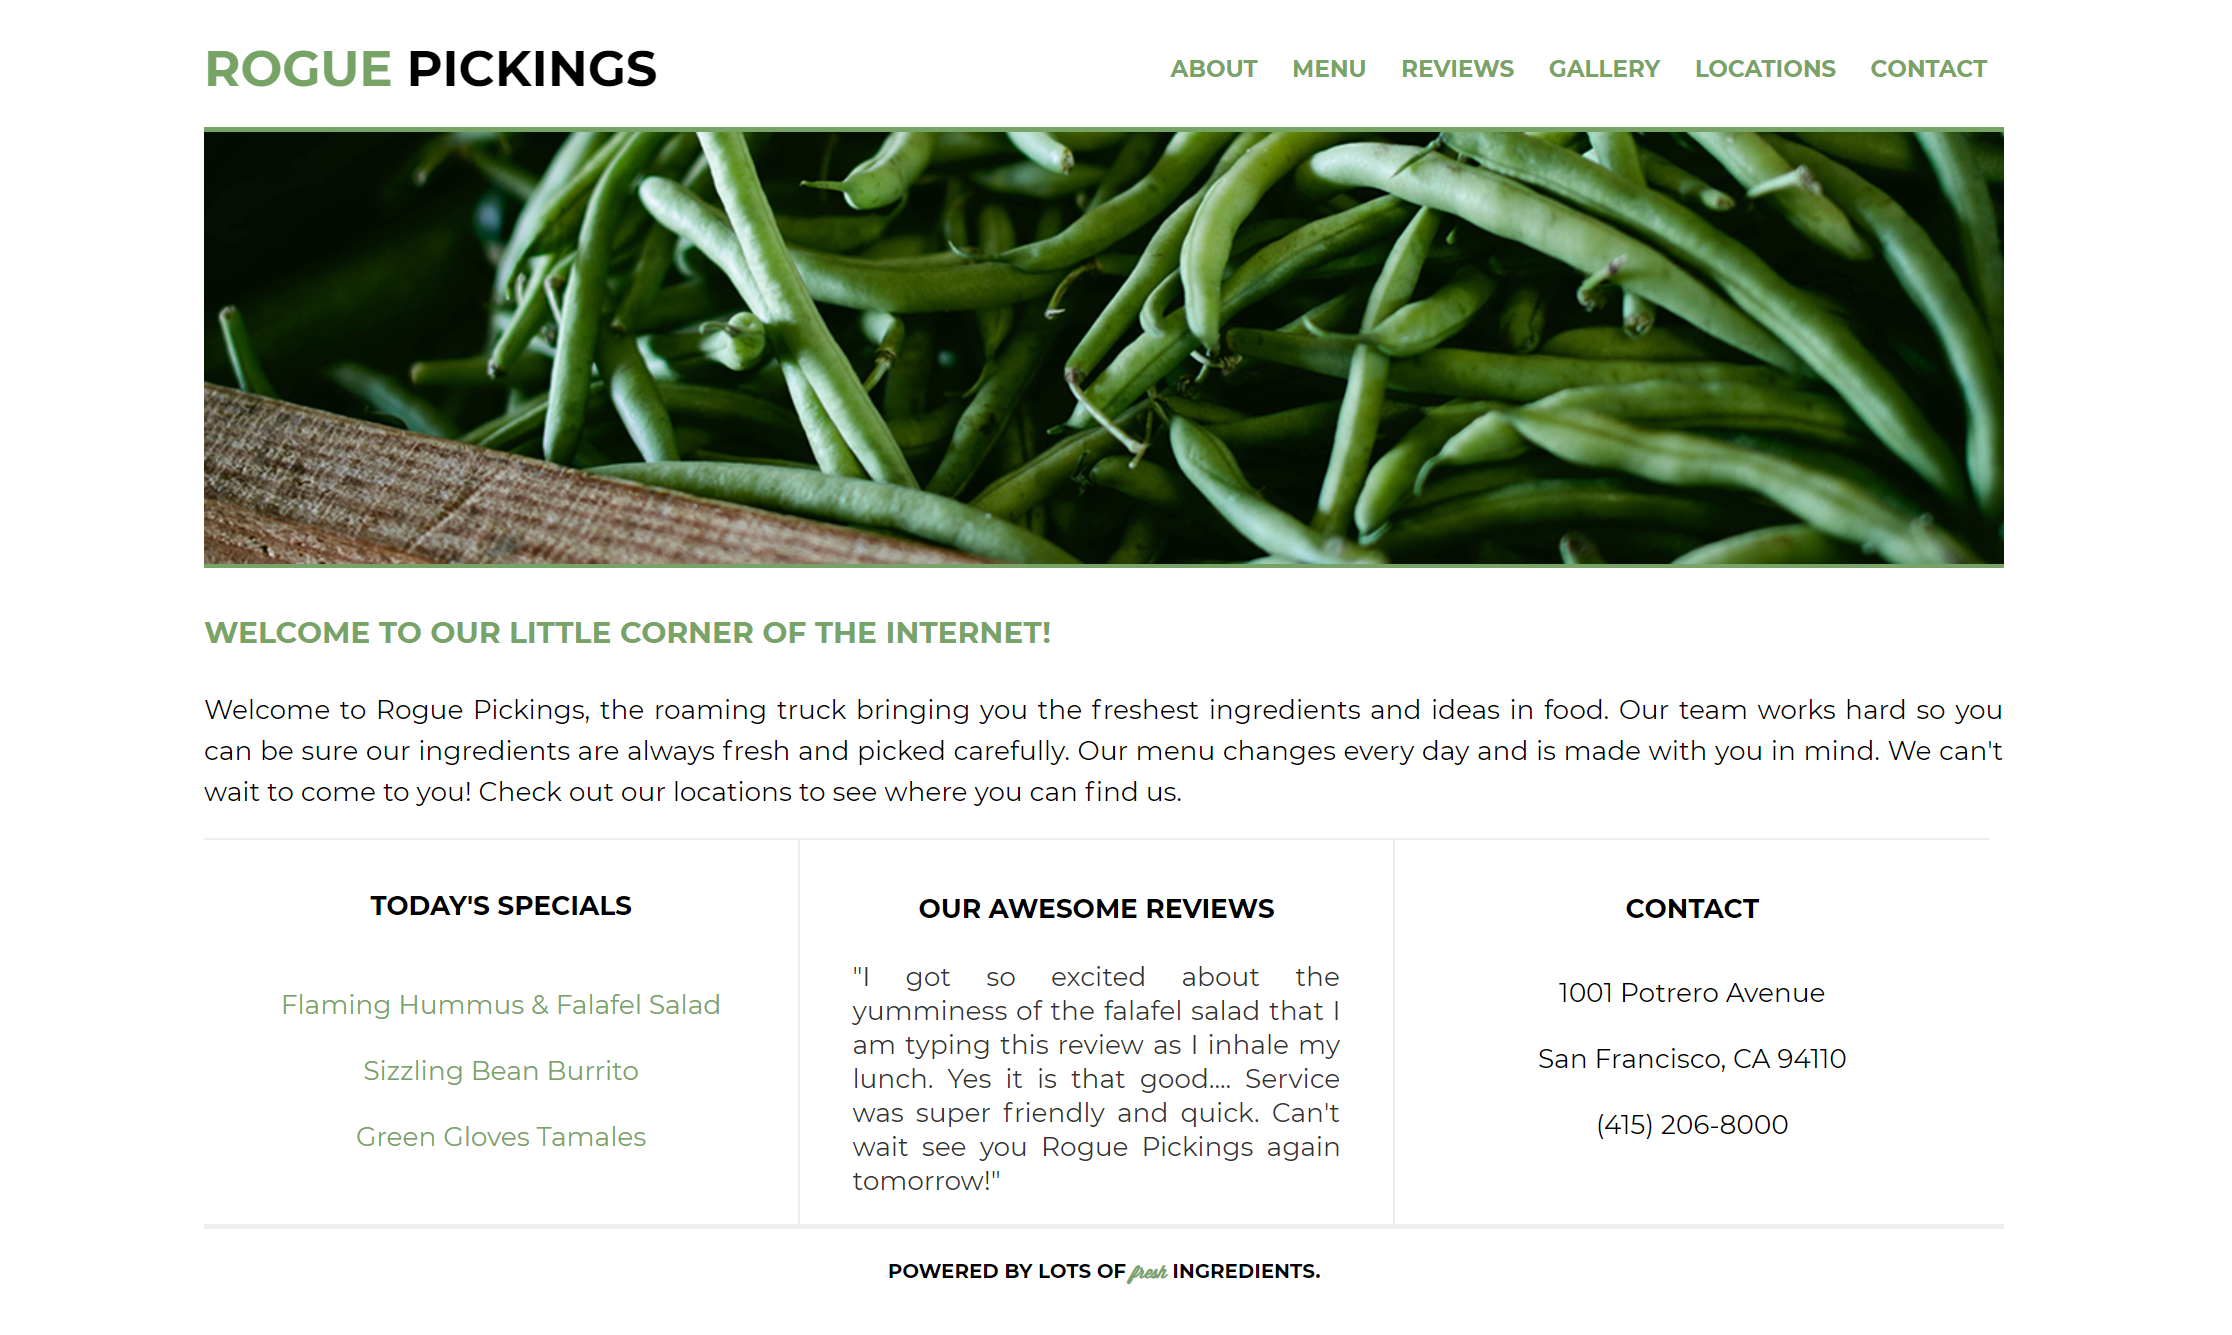 ROGUE PICKINGS
ABOUT MENU REVIEWS GALLERY LOCATIONS CONTACT
WELCOME TO OUR LITTLE CORNER OF THE INTERNET!
Welcome to Rogue Pickings, the roaming truck bringing you the freshest ingredients and ideas in food. Our team works hard so you
can be sure our ingredients are always fresh and picked carefully. Our menu changes every day and is made with you in mind. We can't
wait to come to you! Check out our locations to see where you can find us.
TODAY'S SPECIALS
Flaming Hummus & Falafel Salad
Sizzling Bean Burrito
Green Gloves Tamales
OUR AWESOME REVIEWS
"I got so excited about the
yumminess of the falafel salad that I
am typing this review as I inhale my
lunch. Yes it is that good.... Service
was super friendly and quick. Can't
wait see you Rogue Pickings again
tomorrow!"
CONTACT
1001 Potrero Avenue
San Francisco, CA 94110
(415) 206-8000
POWERED BY LOTS OF fresh INGREDIENTS.